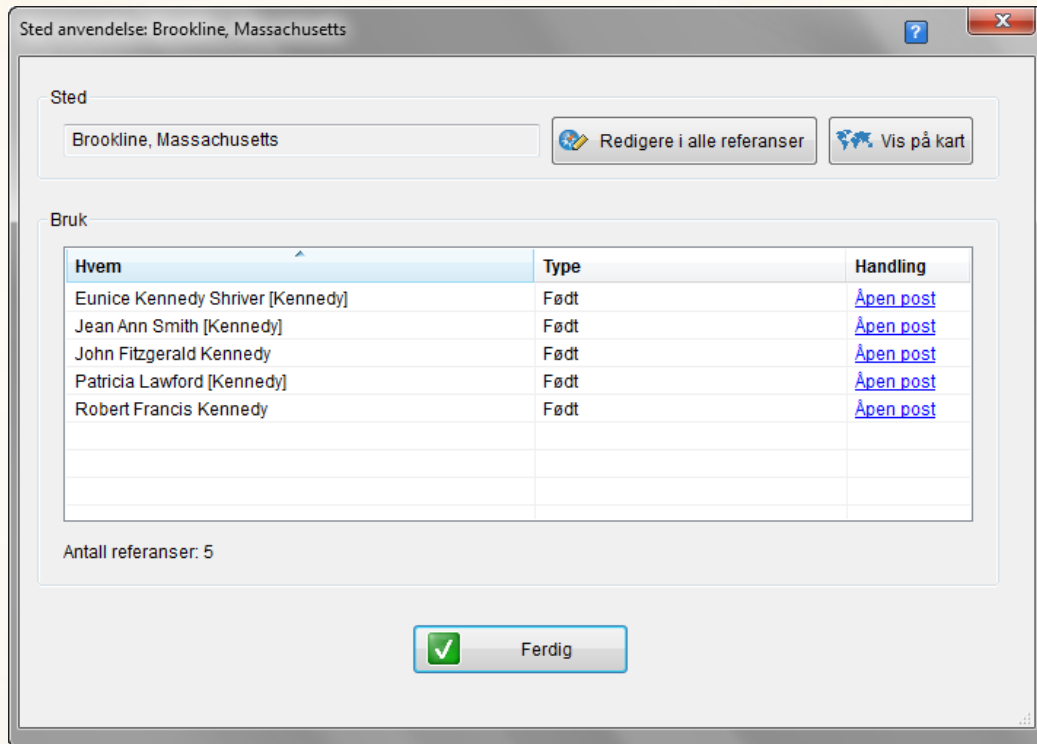 Sted anvendelse: Brookline, Massachusetts
?
Sted
Brookline, Massachusetts Redigere i alle referanser Vis på kart
Bruk
Hvem Type Handling
Eunice Kennedy Shriver [Kennedy] Født Åpen post
Jean Ann Smith [Kennedy] Født Åpen post
John Fitzgerald Kennedy Født Åpen post
Patricia Lawford [Kennedy] Født Åpen post
Robert Francis Kennedy Født Åpen post
Antall referanser: 5
Ferdig